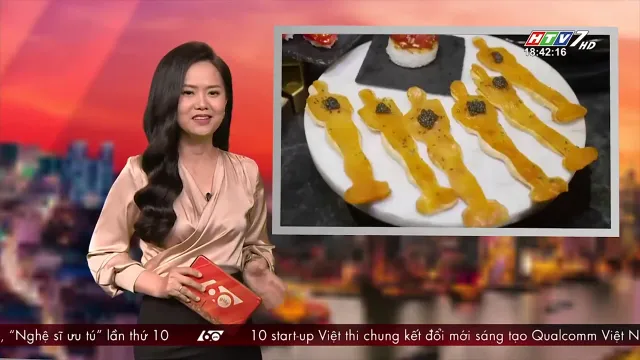 HTV7 HD
18:42:16
60
, "Nghệ sĩ ưu tú" lần thứ 10 60 10 start-up Việt thi chung kết đổi mới sáng tạo Qualcomm Việt N